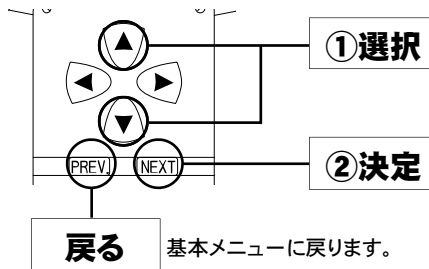 ①選択
PREV.
NEXT
②決定
戻る
基本メニューに戻ります。